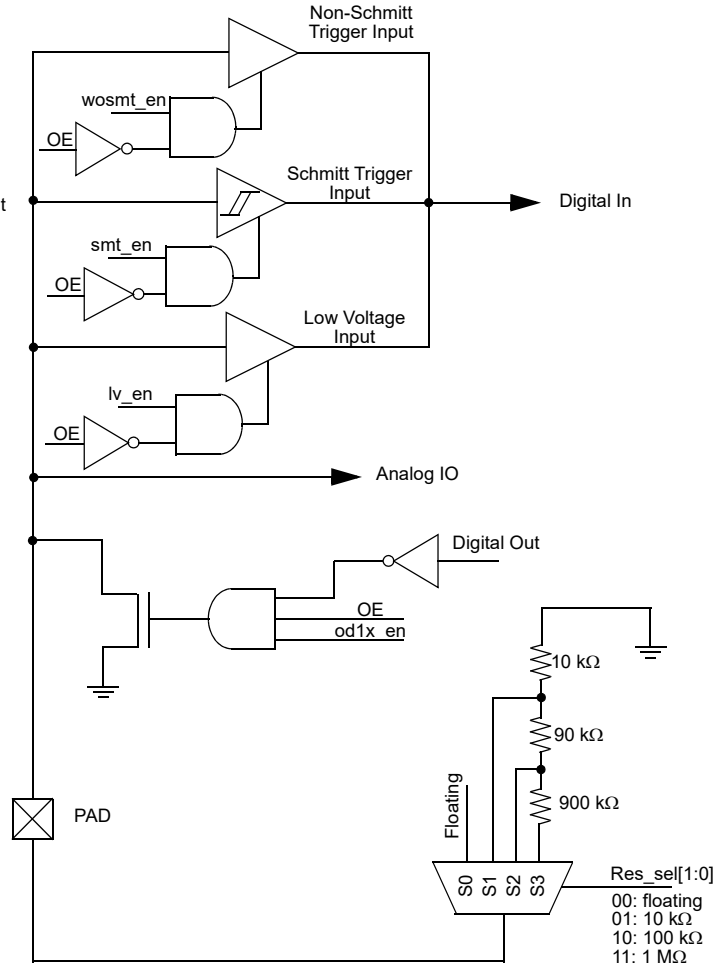 Non-Schmitt
Trigger Input
wosmt_en
OE
Schmitt Trigger
Input
Digital In
t
smt_en
OE
Low Voltage
Input
lv_en
OE
Analog IO
Digital Out
OE
od1x_en
10 kΩ
90 kΩ
900 kΩ
Floating
PAD
S0
S1
S2
S3
Res_sel[1:0]
00: floating
01: 10 kΩ
10: 100 kΩ
11: 1 MΩ